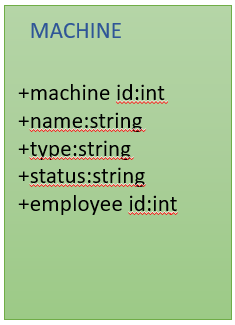 MACHINE
+machine id:int
+name:string
+type:string
+status:string
+employee id:int